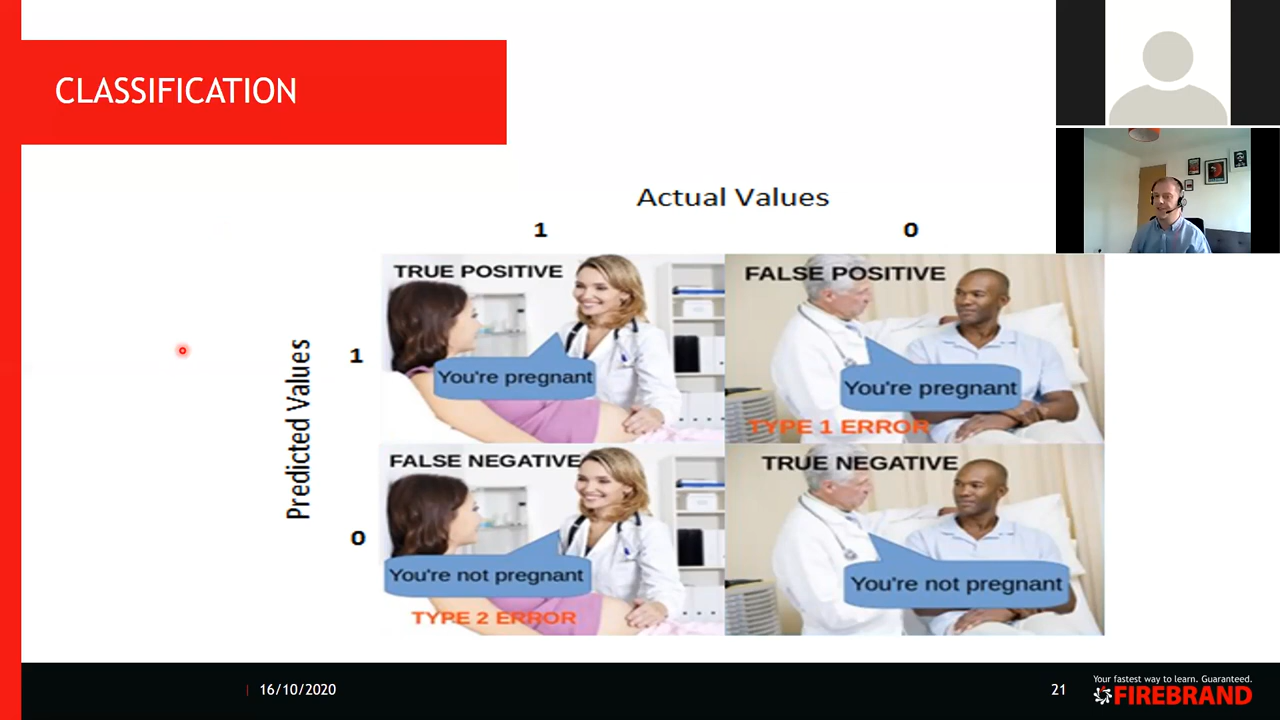 CLASSIFICATION
Actual Values
1
0
Predicted Values
1
0
TRUE POSITIVE
You're pregnant
FALSE POSITIVE
You're pregnant
TYPE 1 ERROR
FALSE NEGATIVE
You're not pregnant
TYPE 2 ERROR
TRUE NEGATIVE
You're not pregnant
16/10/2020
21
Your fastest way to learn. Guaranteed.
FIREBRAND